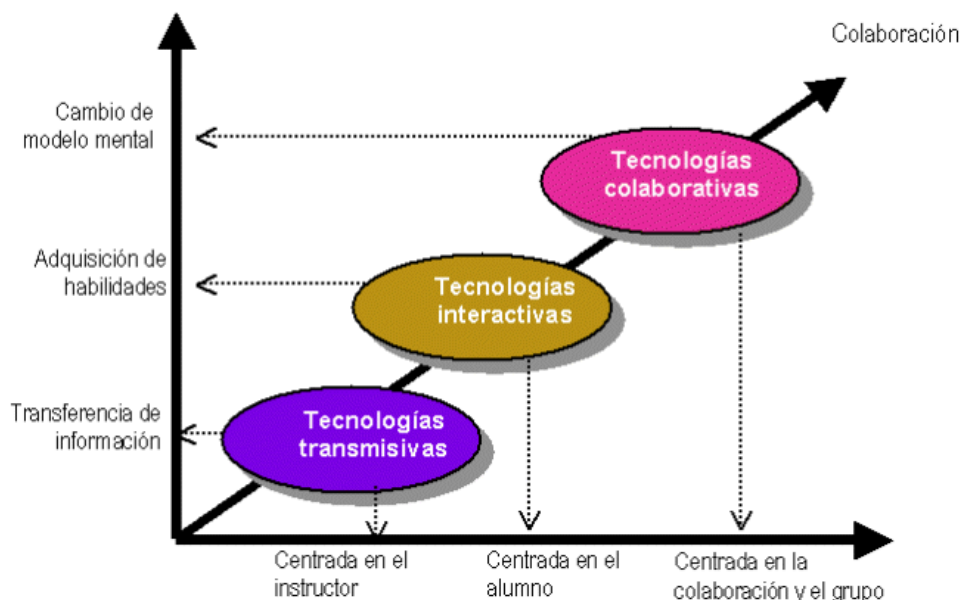 Colaboración
Cambio de
modelo mental
Tecnologías
colaborativas
Adquisición de
habilidades
Tecnologías
interactivas
Transferencia de
información
Tecnologías
transmisivas
Centrada en el
instructor
Centrada en el
alumno
Centrada en la
colaboración y el grupo